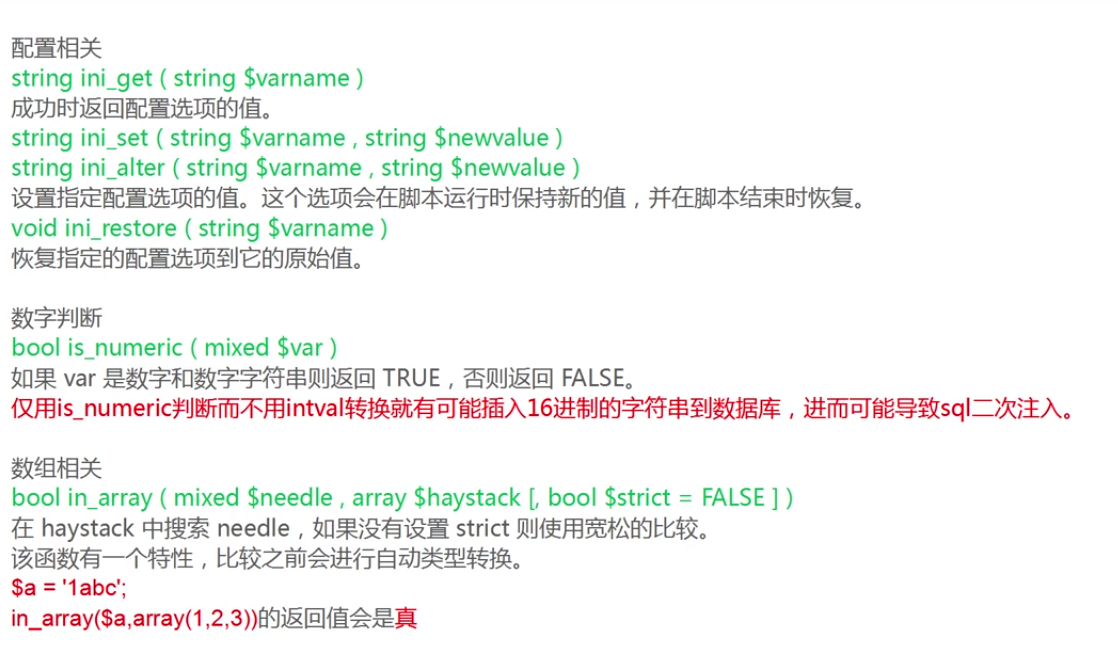 配置相关
string ini_get ( string $varname )
成功时返回配置选项的值。
string ini_set ( string $varname , string $newvalue )
string ini_alter ( string $varname , string $newvalue )
设置指定配置选项的值。这个选项会在脚本运行时保持新的值，并在脚本结束时恢复。
void ini_restore ( string $varname )
恢复指定的配置选项到它的原始值。
数字判断
bool is_numeric ( mixed $var )
如果 var 是数字和数字字符串则返回 TRUE，否则返回 FALSE。
仅用is_numeric判断而不用intval转换就有可能插入16进制的字符串到数据库，进而可能导致sql二次注入。
数组相关
bool in_array ( mixed $needle , array $haystack [, bool $strict = FALSE ] )
在 haystack 中搜索 needle，如果没有设置 strict 则使用宽松的比较。
该函数有一个特性，比较之前会进行自动类型转换。
$a = '1abc';
in_array($a,array(1,2,3))的返回值会是真